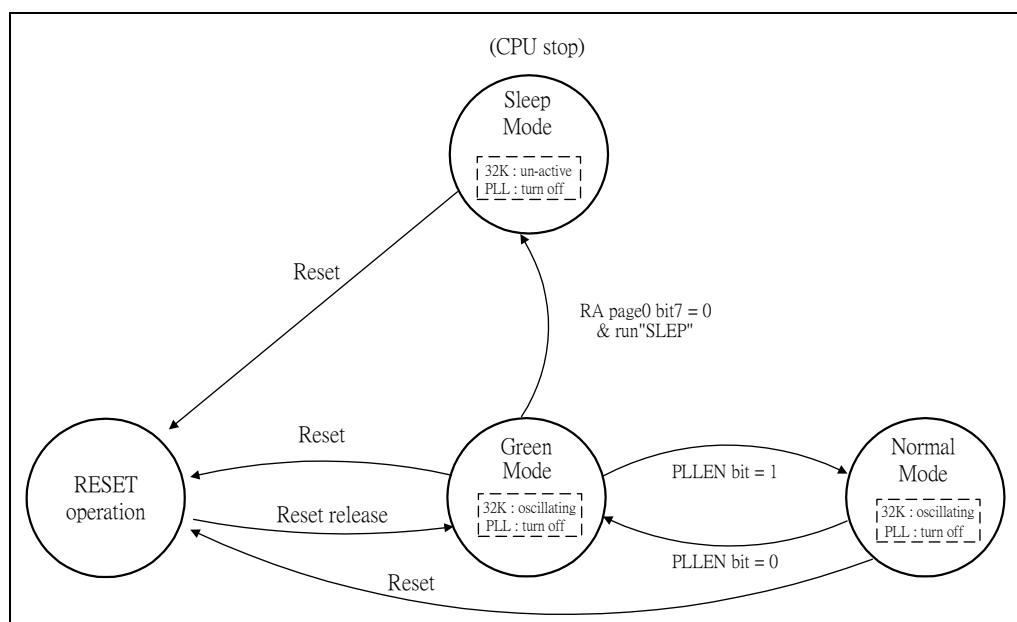 (CPU stop)
Sleep
Mode
32K : un-active
PLL : turn off
Reset
RA page0 bit7 = 0
& run"SLEP"
RESET
operation
Reset
Reset release
Green
Mode
32K : oscillating
PLL : turn off
PLLEN bit = 1
PLLEN bit = 0
Normal
Mode
32K : oscillating
PLL : turn off
Reset